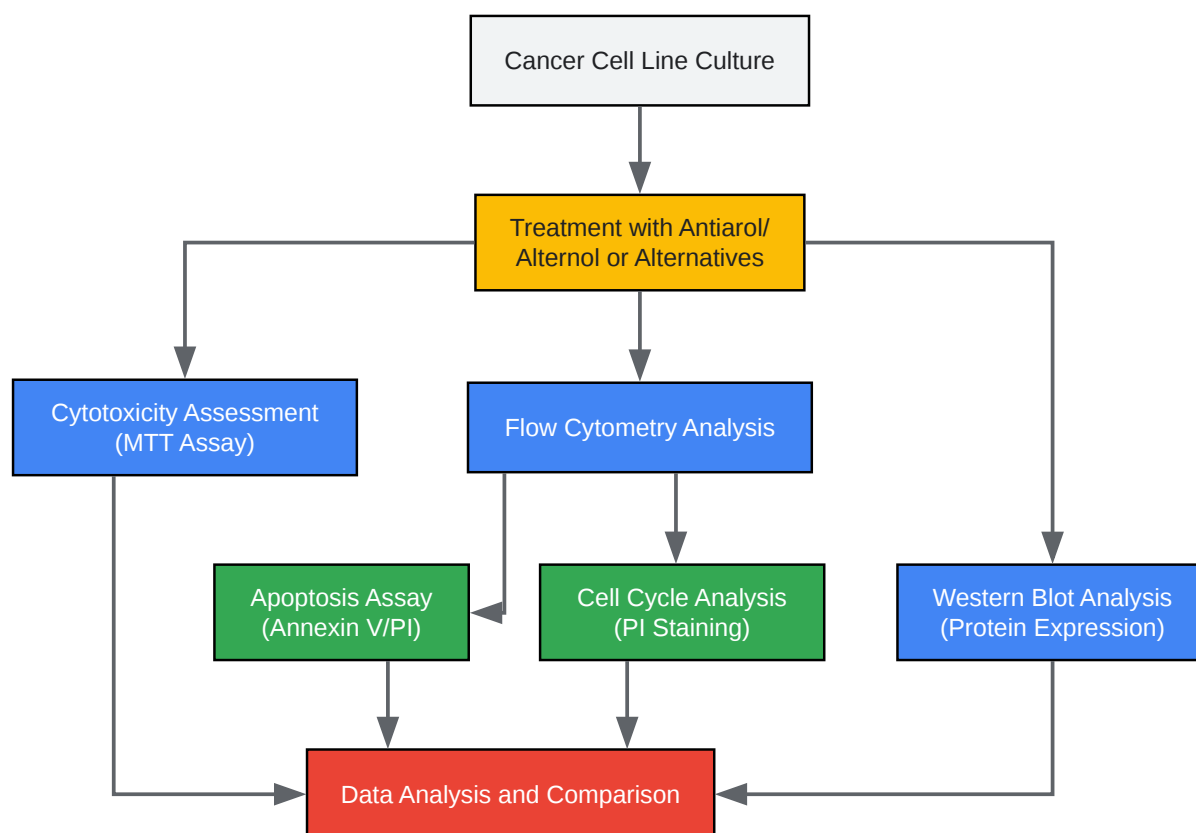 Cancer Cell Line Culture
Treatment with Antiarol/
Alternol or Alternatives
Cytotoxicity Assessment
(MTT Assay)
Flow Cytometry Analysis
Apoptosis Assay
(Annexin V/PI)
Cell Cycle Analysis
(PI Staining)
Western Blot Analysis
(Protein Expression)
Data Analysis and Comparison